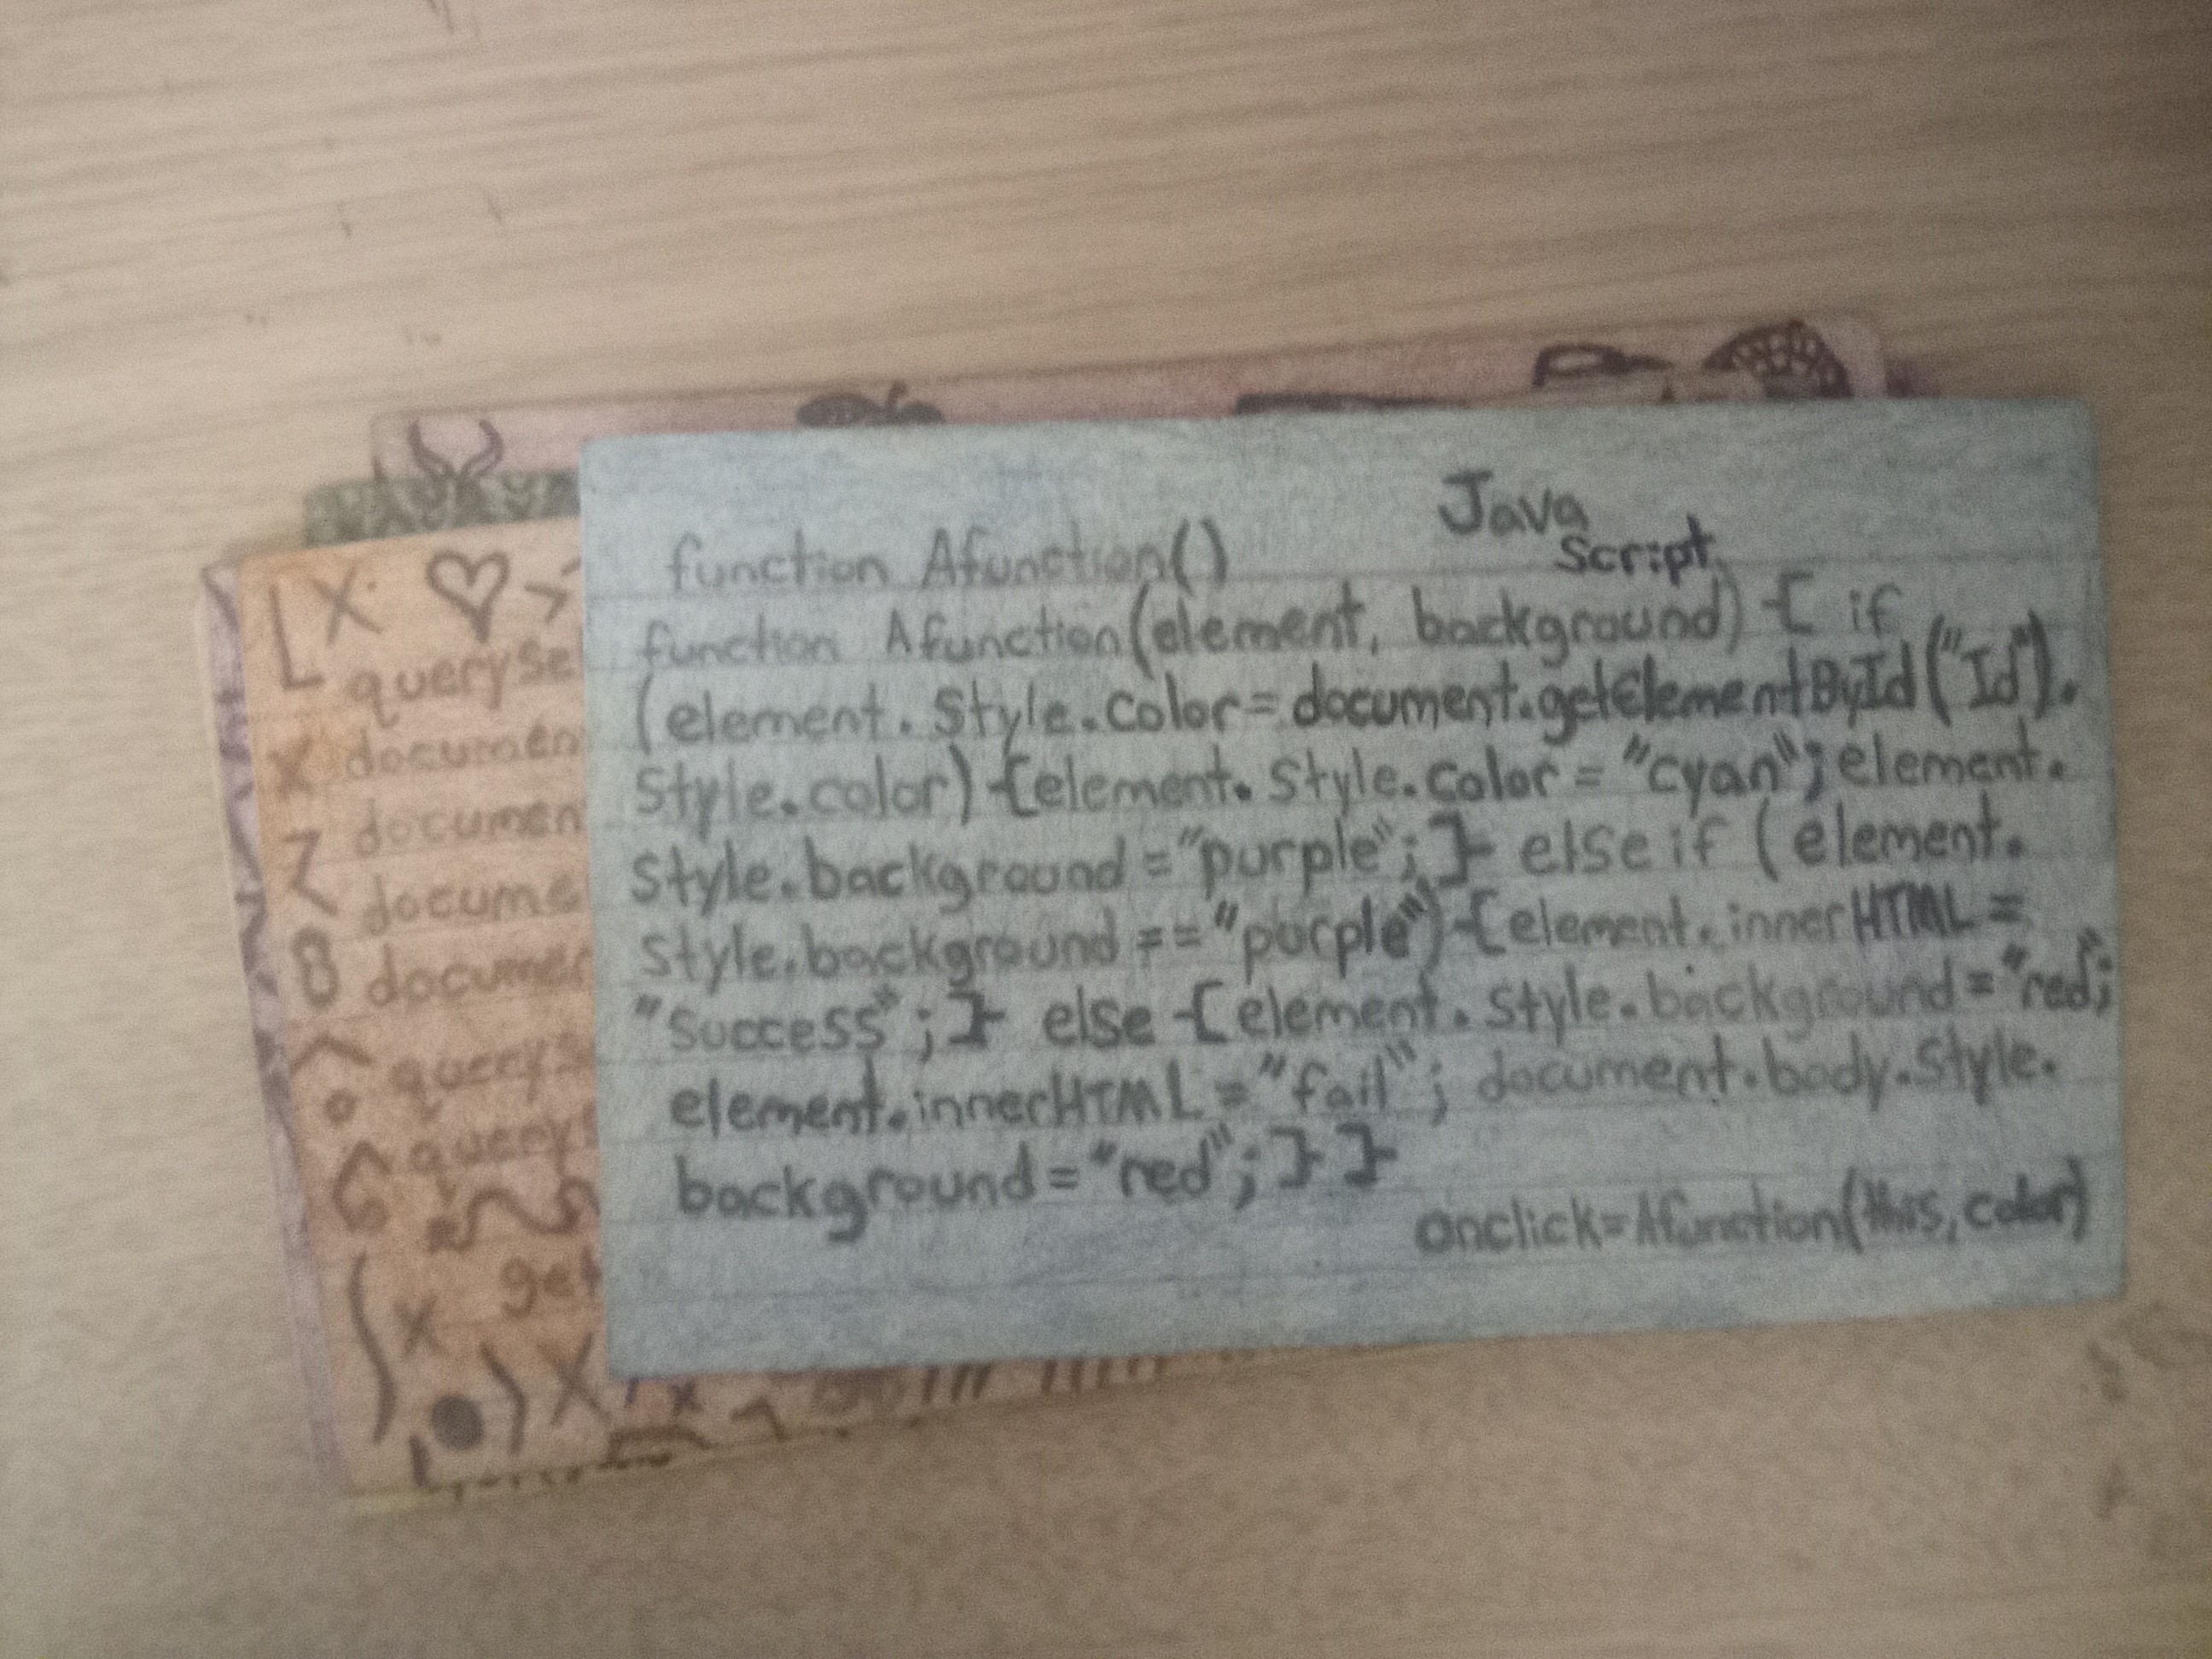 Java
Script
function Afunction()
function Afunction(element, background) { if
(element.style.color=document.getElementById("Id").
style.color) {element.style.color = "cyan"; element.
style.background = "purple";} else if (element.
style.background == "purple") {element.innerHTML =
"success";} else {element.style.background = "red";
element.innerHTML = "fail"; document.body.style.
background = "red"; } }
onclick=Afunction(this, color)
L X
querySe
X documen
Z documen
docume
8 documen
queryS
queryS
X get
X